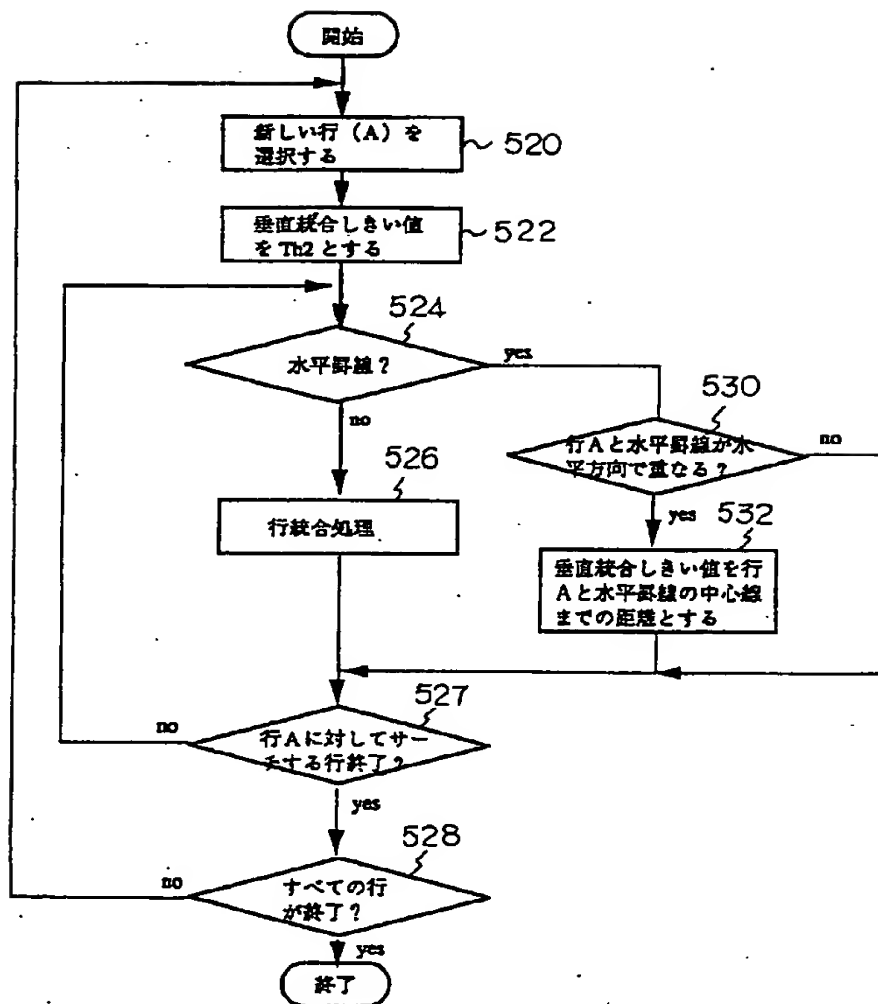 開始
新しい行（A）を
選択する
520
垂直統合しきい値
をTh2とする
522
524
水平罫線？
yes
no
530
行Aと水平罫線が水
平方向で重なる？
no
yes
526
行統合処理
532
垂直統合しきい値を行
Aと水平罫線の中心線
までの距離とする
527
行Aに対してサー
チする行終了？
no
yes
528
すべての行
が終了？
no
yes
終了